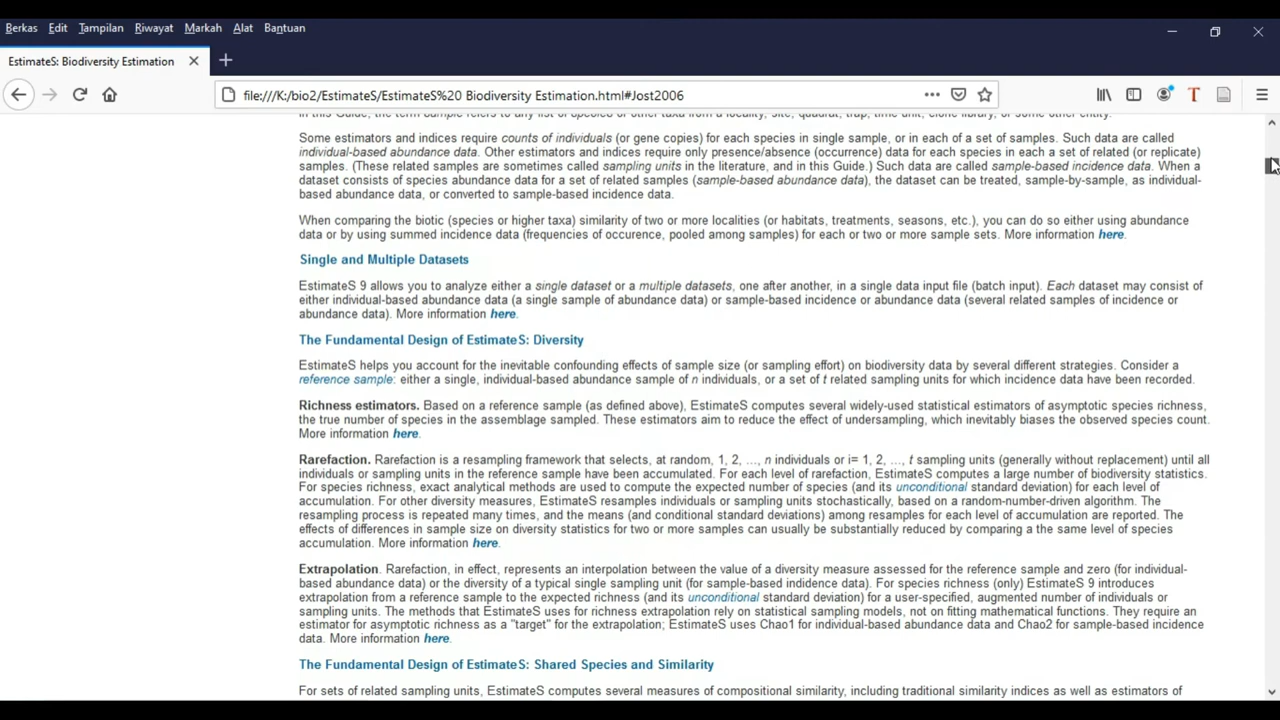 Berkas Edit Tampilan Riwayat Markah Alat Bantuan
EstimateS: Biodiversity Estimation
file:///K:/bio2/EstimateS/EstimateS%20 Biodiversity Estimation.html#Jost2006
in this Guide, the term Sample refers to any list of species or other taxa from a locality, site, quadrat, trap, time unit, clone library, or some other entity.
Some estimators and indices require counts of individuals (or gene copies) for each species in single sample, or in each of a set of samples. Such data are called
individual-based abundance data. Other estimators and indices require only presence/absence (occurrence) data for each species in each a set of related (or replicate)
samples. (These related samples are sometimes called sampling units in the literature, and in this Guide.) Such data are called sample-based incidence data. When a
dataset consists of species abundance data for a set of related samples (sample-based abundance data), the dataset can be treated, sample-by-sample, as individual-
based abundance data, or converted to sample-based incidence data.
When comparing the biotic (species or higher taxa) similarity of two or more localities (or habitats, treatments, seasons, etc.), you can do so either using abundance
data or by using summed incidence data (frequencies of occurence, pooled among samples) for each or two or more sample sets. More information here.
Single and Multiple Datasets
EstimateS 9 allows you to analyze either a single dataset or a multiple datasets, one after another, in a single data input file (batch input). Each dataset may consist of
either individual-based abundance data (a single sample of abundance data) or sample-based incidence or abundance data (several related samples of incidence or
abundance data). More information here.
The Fundamental Design of EstimateS: Diversity
EstimateS helps you account for the inevitable confounding effects of sample size (or sampling effort) on biodiversity data by several different strategies. Consider a
reference sample: either a single, individual-based abundance sample of n individuals, or a set of t related sampling units for which incidence data have been recorded.
Richness estimators. Based on a reference sample (as defined above), EstimateS computes several widely-used statistical estimators of asymptotic species richness,
the true number of species in the assemblage sampled. These estimators aim to reduce the effect of undersampling, which inevitably biases the observed species count.
More information here.
Rarefaction. Rarefaction is a resampling framework that selects, at random, 1, 2, ..., n individuals or i= 1, 2, ..., t sampling units (generally without replacement) until all
individuals or sampling units in the reference sample have been accumulated. For each level of rarefaction, EstimateS computes a large number of biodiversity statistics.
For species richness, exact analytical methods are used to compute the expected number of species (and its unconditional standard deviation) for each level of
accumulation. For other diversity measures, EstimateS resamples individuals or sampling units stochastically, based on a random-number-driven algorithm. The
resampling process is repeated many times, and the means (and conditional standard deviations) among resamples for each level of accumulation are reported. The
effects of differences in sample size on diversity statistics for two or more samples can usually be substantially reduced by comparing a the same level of species
accumulation. More information here.
Extrapolation. Rarefaction, in effect, represents an interpolation between the value of a diversity measure assessed for the reference sample and zero (for individual-
based abundance data) or the diversity of a typical single sampling unit (for sample-based indidence data). For species richness (only) EstimateS 9 introduces
extrapolation from a reference sample to the expected richness (and its unconditional standard deviation) for a user-specified, augmented number of individuals or
sampling units. The methods that EstimateS uses for richness extrapolation rely on statistical sampling models, not on fitting mathematical functions. They require an
estimator for asymptotic richness as a "target" for the extrapolation; EstimateS uses Chao1 for individual-based abundance data and Chao2 for sample-based incidence
data. More information here.
The Fundamental Design of EstimateS: Shared Species and Similarity
For sets of related sampling units, EstimateS computes several measures of compositional similarity, including traditional similarity indices as well as estimators of